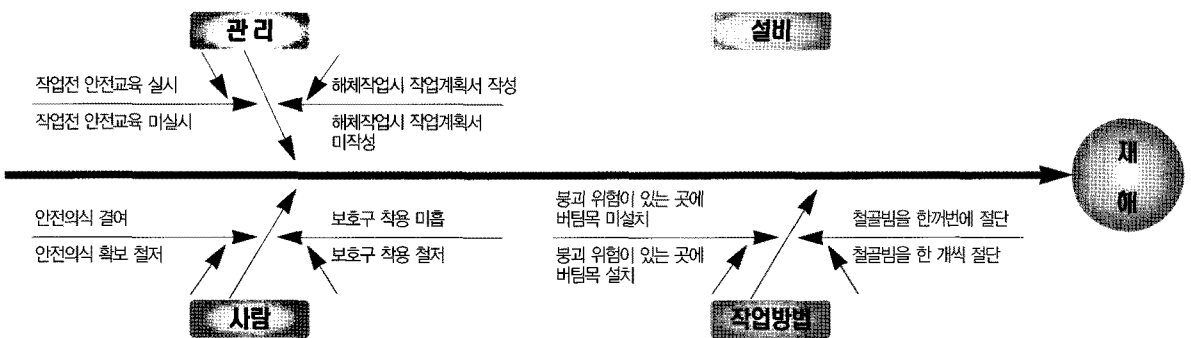 관 리
설비
작업전 안전교육 실시
작업전 안전교육 미실시
해체작업시 작업계획서 작성
해체작업시 작업계획서
미작성
재
해
안전의식 결여
안전의식 확보 철저
보호구 착용 미흡
보호구 착용 철저
붕괴 위험이 있는 곳에
버팀목 미설치
붕괴 위험이 있는 곳에
버팀목 설치
철골빔을 한꺼번에 절단
철골빔을 한 개씩 절단
사람
작업방법